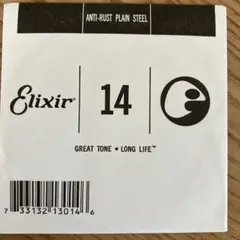 ANTI-RUST PLAIN STEEL
Elixir
14
GREAT TONE • LONG LIFE™
7 33132 13014 6